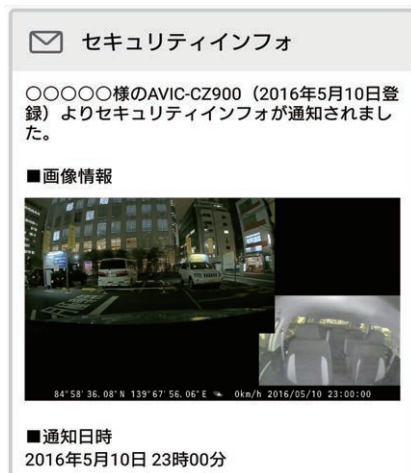 セキュリティインフォ
○○○○○様のAVIC-CZ900（2016年5月10日登
録）よりセキュリティインフォが通知されまし
た。
■画像情報
84°58'36.08"N 139°67'56.06"E 0km/h 2016/05/10 23:00:00
■通知日時
2016年5月10日 23時00分